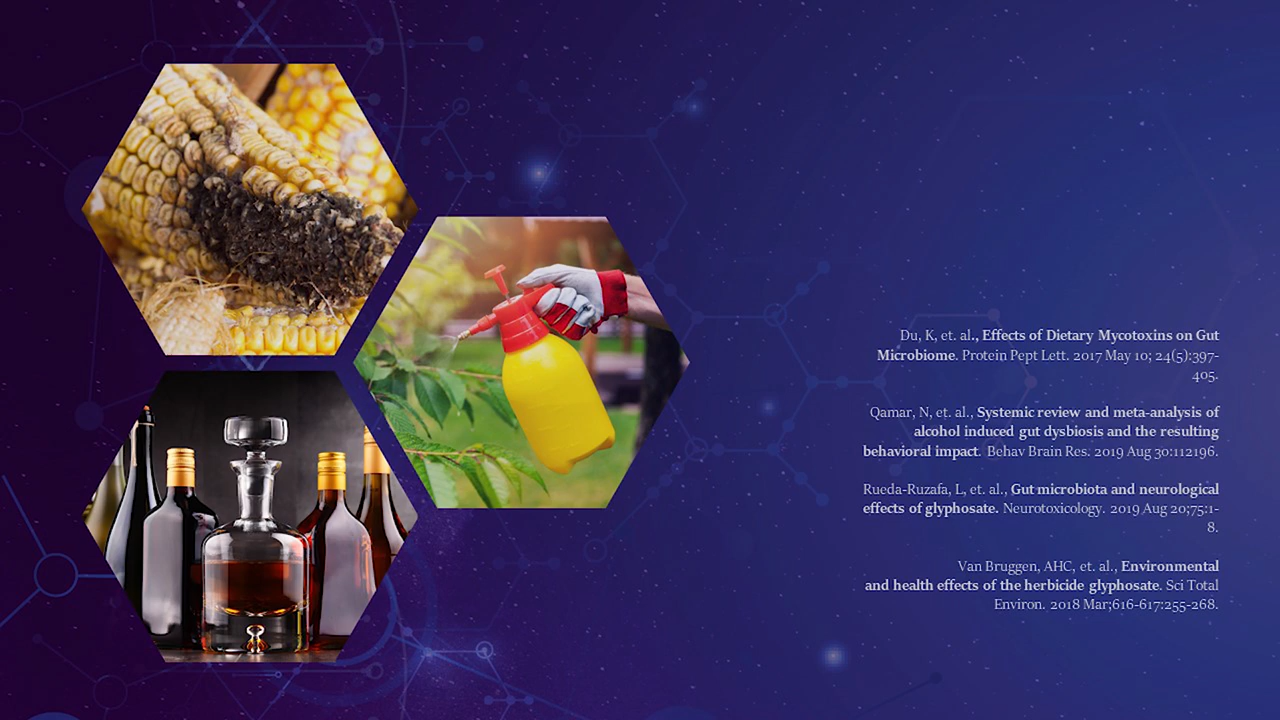 Du, K, et. al., Effects of Dietary Mycotoxins on Gut
Microbiome. Protein Pept Lett. 2017 May 10; 24(5):397-
405.
Qamar, N, et. al., Systemic review and meta-analysis of
alcohol induced gut dysbiosis and the resulting
behavioral impact. Behav Brain Res. 2019 Aug 30:112196.
Rueda-Ruzafa, L, et. al., Gut microbiota and neurological
effects of glyphosate. Neurotoxicology. 2019 Aug 20;75:1-
8.
Van Bruggen, AHC, et. al., Environmental
and health effects of the herbicide glyphosate. Sci Total
Environ. 2018 Mar;616-617:255-268.